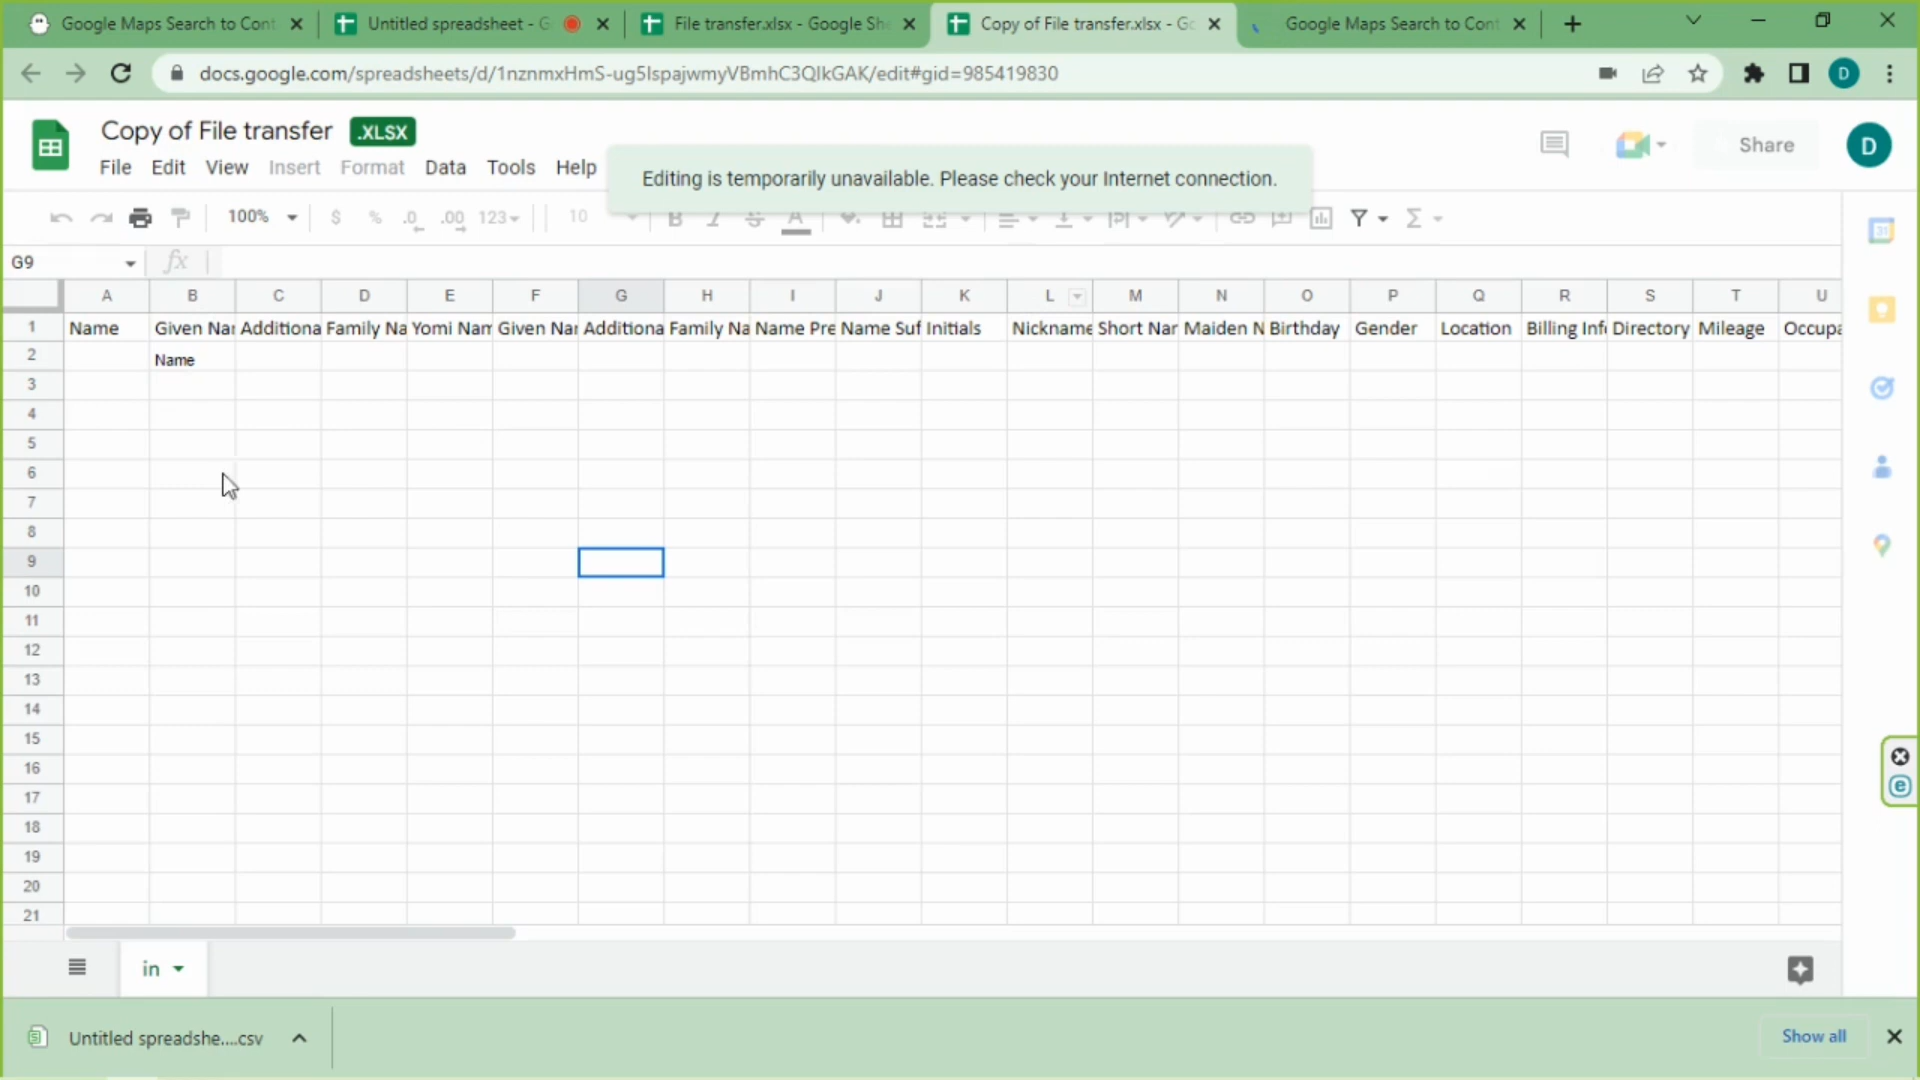 Google Maps Search to Cont
Untitled spreadsheet - G
File transfer.xlsx - Google She
Copy of File transfer.xlsx - Go
Google Maps Search to Cont
docs.google.com/spreadsheets/d/1nznmxHmS-ug5lspajwmyVBmhC3QlkGAK/edit#gid=985419830
D
Copy of File transfer .XLSX
File Edit View Insert Format Data Tools Help
Editing is temporarily unavailable. Please check your Internet connection.
Share
D
100% $ % .0 .00 123 10 B I S A Σ
G9 fx
A B C D E F G H I J K L M N O P Q R S T U
1 Name Given Nar Additiona Family Na Yomi Nam Given Nar Additiona Family Na Name Pre Name Suf Initials Nickname Short Nar Maiden N Birthday Gender Location Billing Info Directory Mileage Occupa
2 Name
3
4
5
6
7
8
9
10
11
12
13
14
15
16
17
18
19
20
21
31
in
Untitled spreadshe....csv
Show all